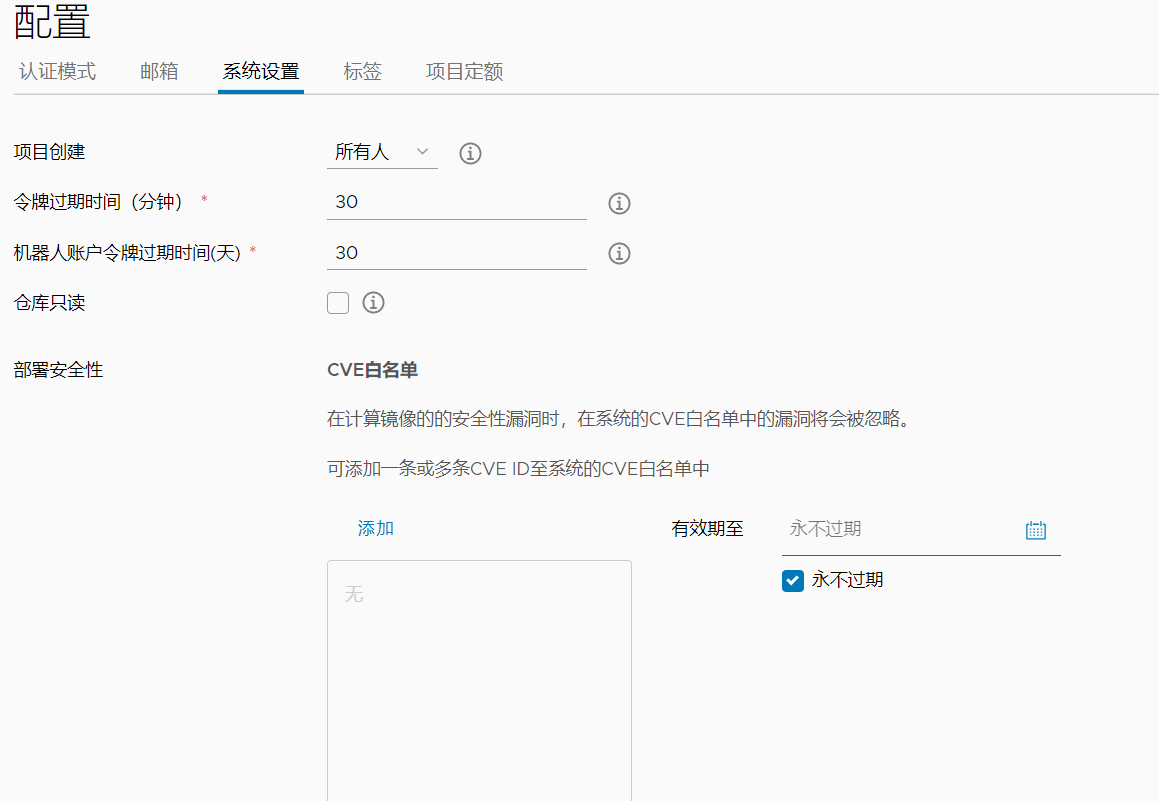 配置
认证模式 邮箱 系统设置 标签 项目定额
项目创建 所有人
令牌过期时间（分钟） * 30
机器人账户令牌过期时间(天) * 30
仓库只读
部署安全性 CVE白名单
在计算镜像的的安全性漏洞时，在系统的CVE白名单中的漏洞将会被忽略。
可添加一条或多条CVE ID至系统的CVE白名单中
添加 有效期至 永不过期
永不过期
无